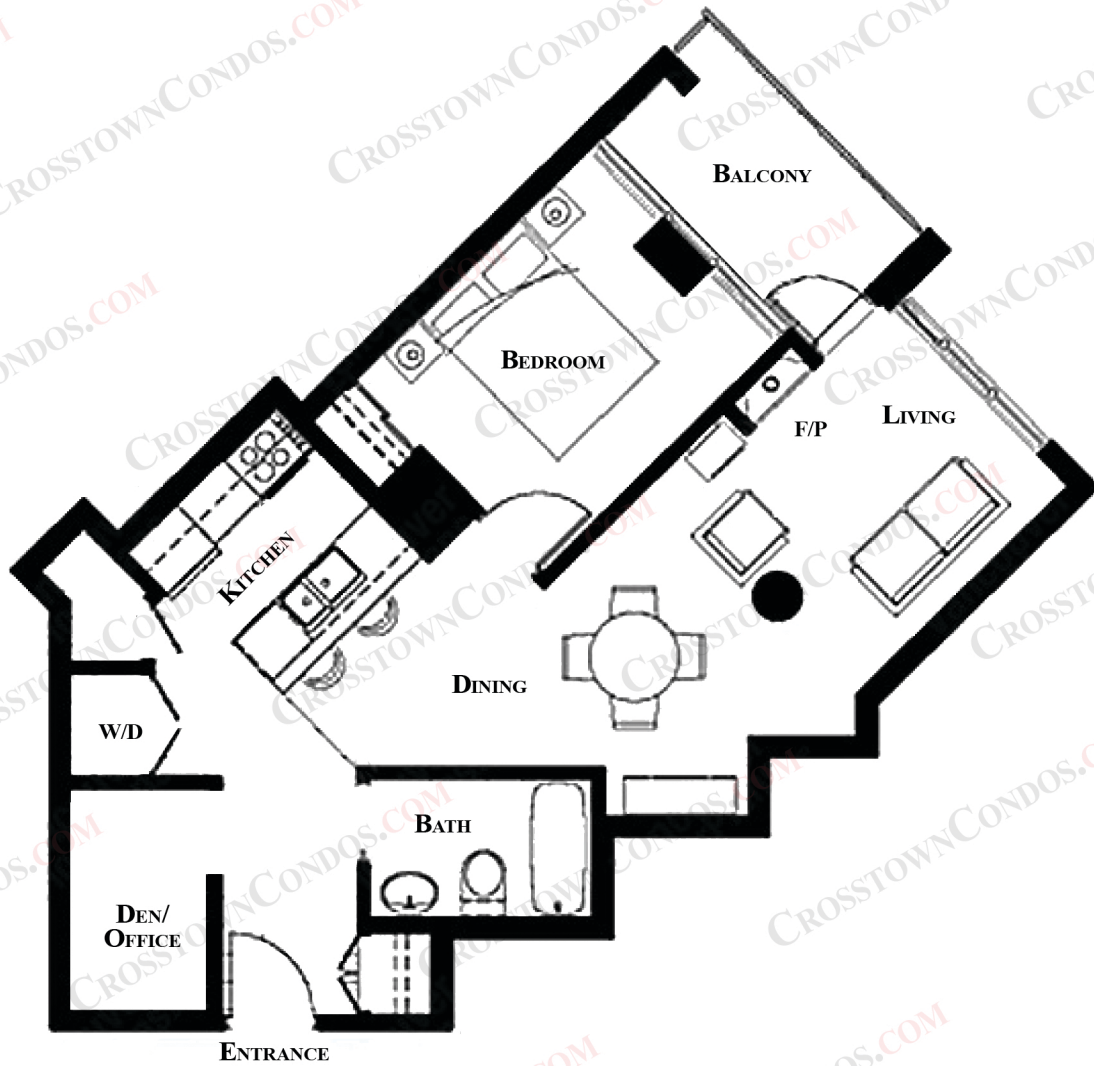 BALCONY
BEDROOM
LIVING
F/P
KITCHEN
DINING
W/D
BATH
DEN/
OFFICE
ENTRANCE
CROSSTOWNCONDOS.COM